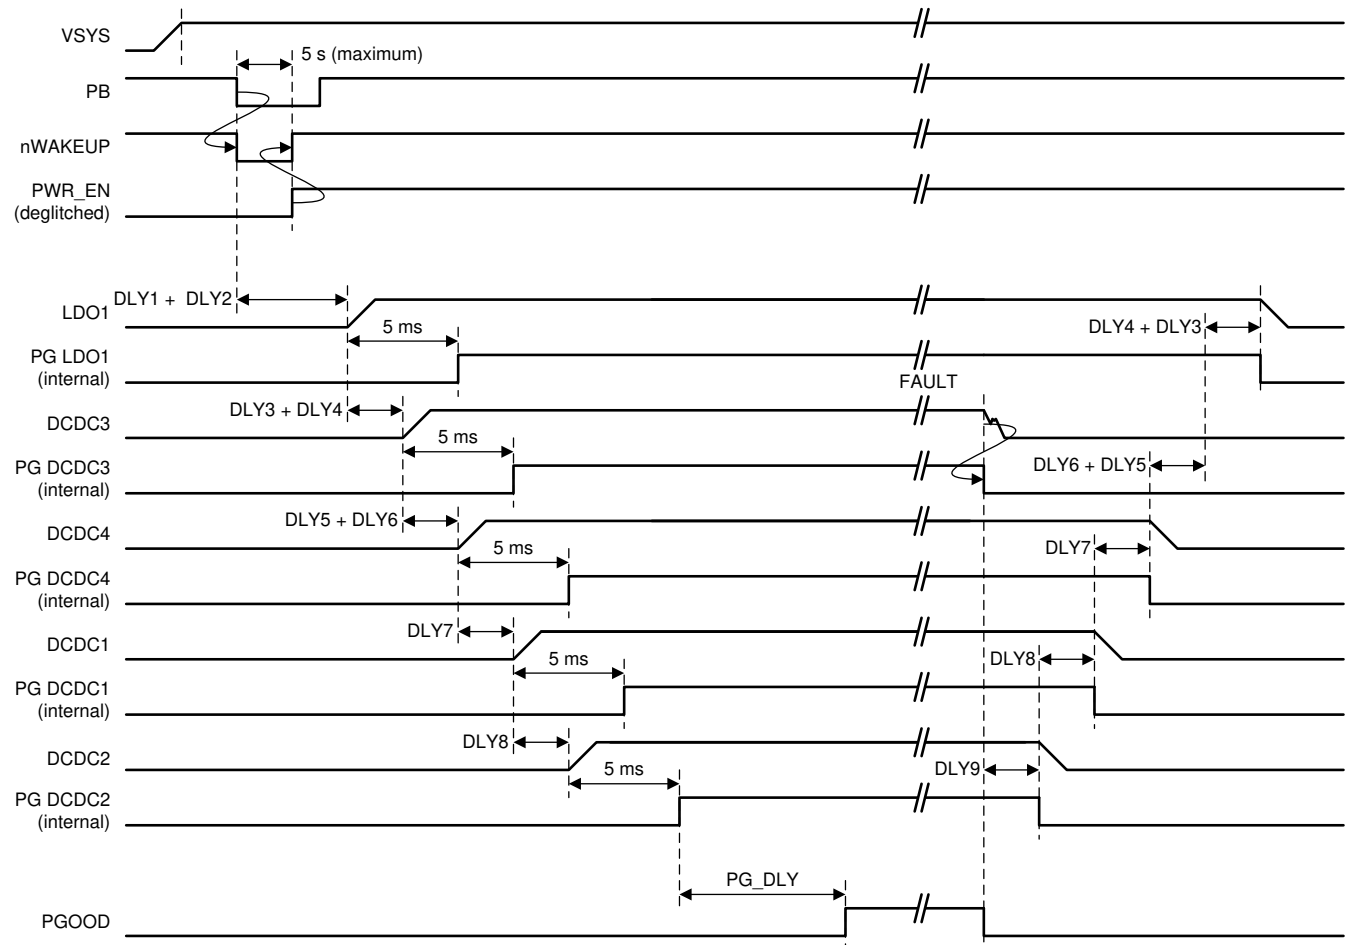 VSYS
5 s (maximum)
PB
nWAKEUP
PWR_EN
(deglitched)
DLY1 + DLY2
LDO1
5 ms
DLY4 + DLY3
PG LDO1
(internal)
FAULT
DLY3 + DLY4
DCDC3
5 ms
PG DCDC3
(internal)
DLY6 + DLY5
DLY5 + DLY6
DCDC4
5 ms
DLY7
PG DCDC4
(internal)
DLY7
DCDC1
5 ms
DLY8
PG DCDC1
(internal)
DLY8
DCDC2
5 ms
DLY9
PG DCDC2
(internal)
PG_DLY
PGOOD